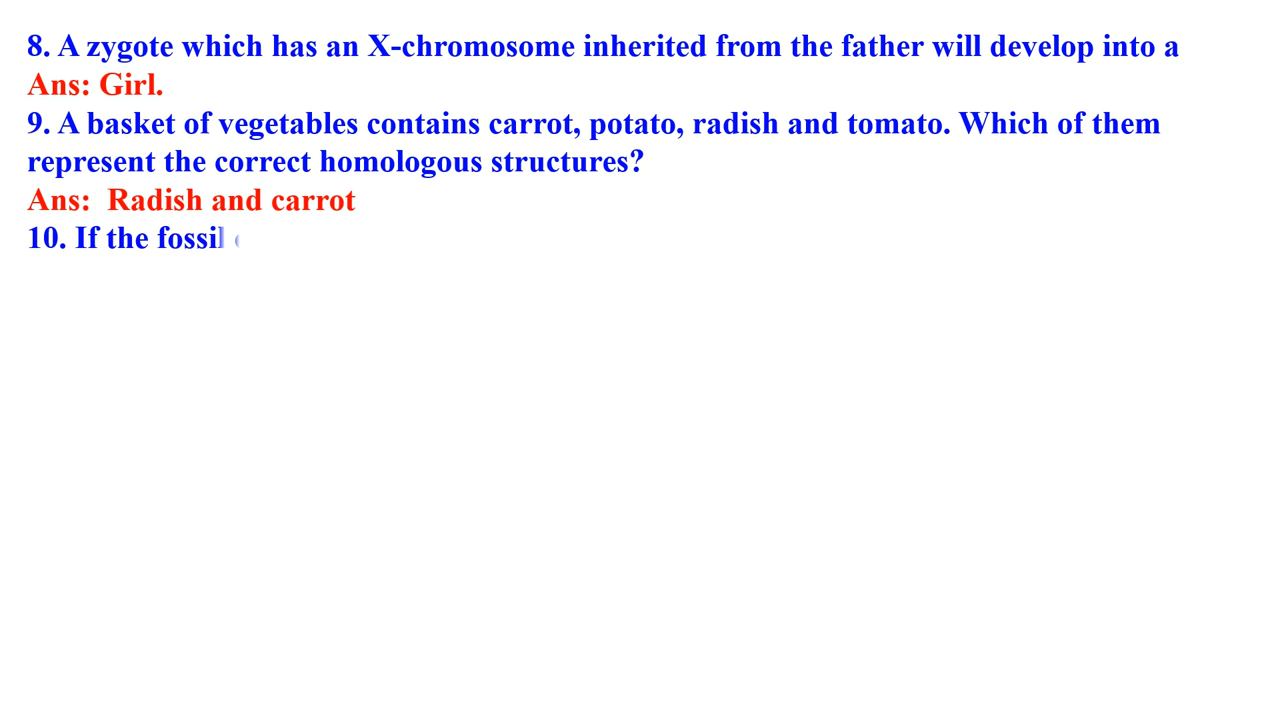 8. A zygote which has an X-chromosome inherited from the father will develop into a
Ans: Girl.
9. A basket of vegetables contains carrot, potato, radish and tomato. Which of them
represent the correct homologous structures?
Ans:  Radish and carrot
10. If the fossil